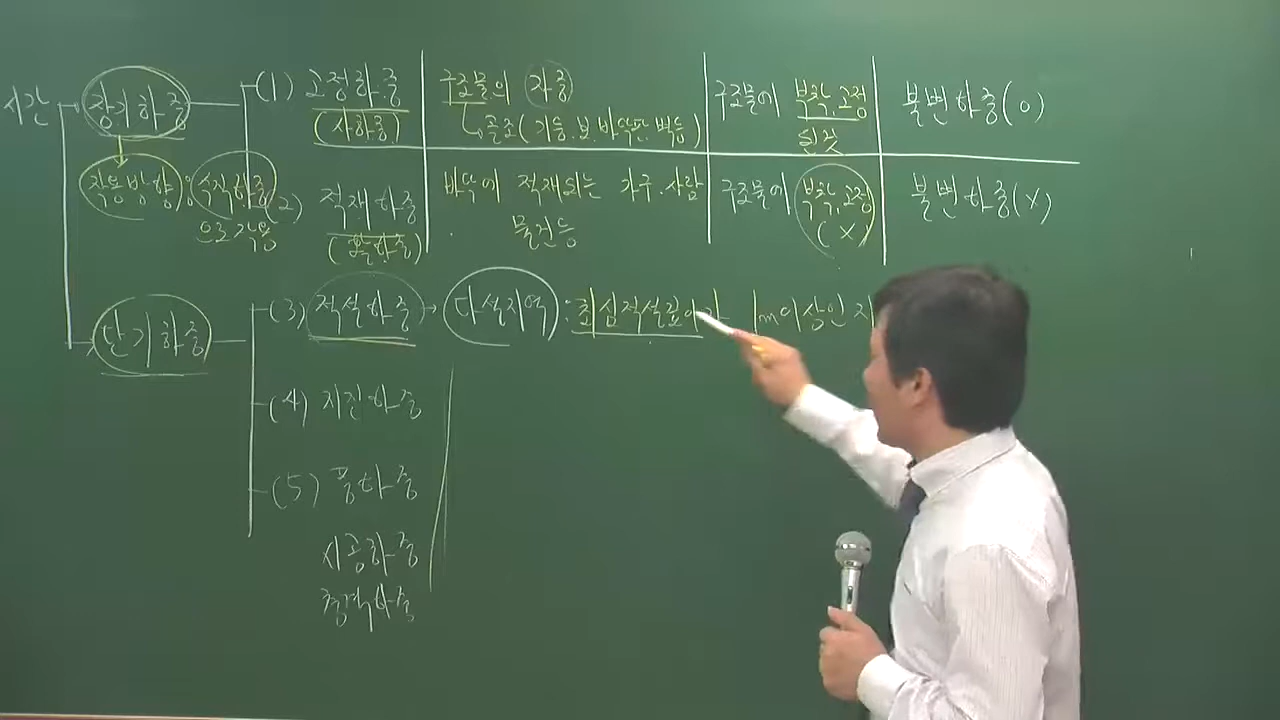 시간
장기하중
작용방향 : 수직하중
으로 작용
(1) 고정하중
(사하중)
구조물의 자중
골조(기둥.보.바닥판.벽등)
구조물에 부착.고정
된것
불변하중(O)
(2) 적재하중
(활하중)
바닥에 적재되는 가구.사람
물건등
구조물에 부착.고정
(X)
불변하중(X)
단기하중
(3) 적설하중 → 다설지역 : 최심적설깊이가 1m이상인 지
(4) 지진하중
(5) 풍하중
시공하중
충격하중